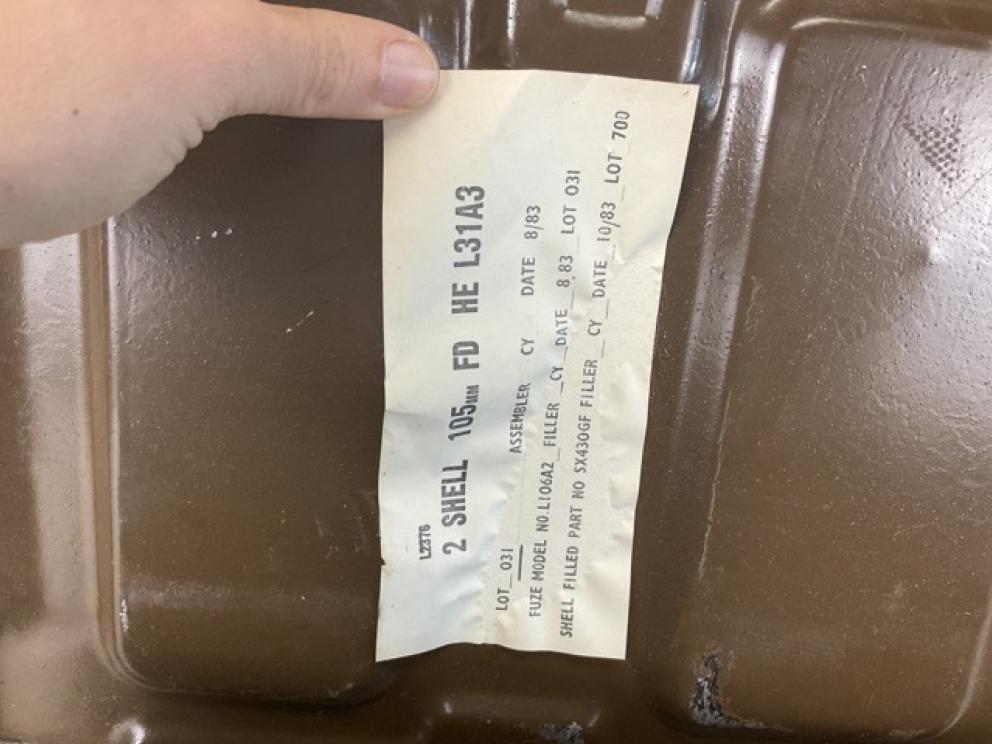 L2376
2 SHELL 105MM FD HE L31A3
LOT 031 ASSEMBLER CY DATE 8/83
FUZE MODEL NO.L106A2 FILLER CY DATE 8.83 LOT 031
SHELL FILLED PART NO SX430GF FILLER CY DATE 10/83 LOT 700